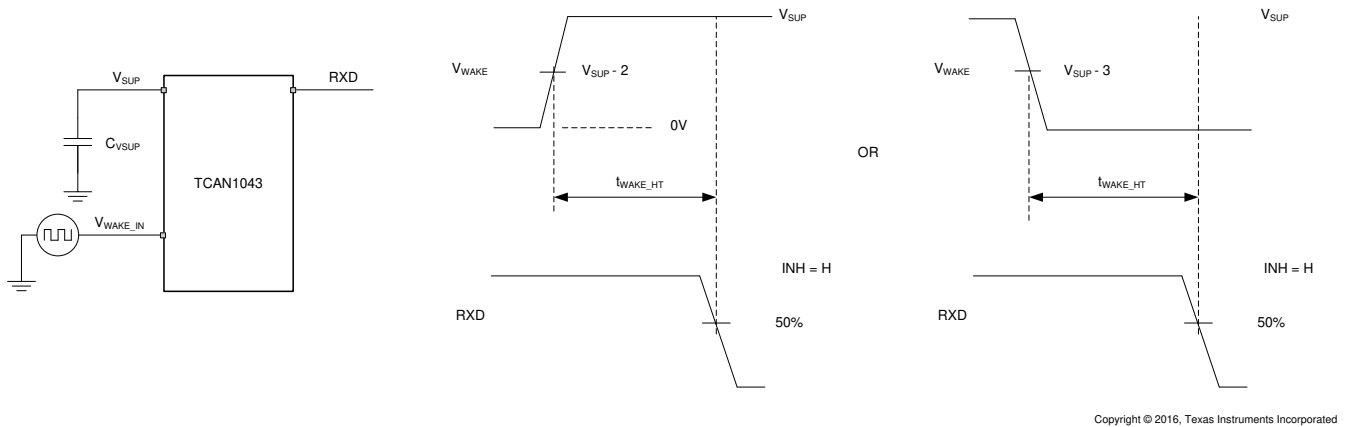 V_SUP
RXD
C_VSUP
TCAN1043
V_WAKE_IN
V_SUP
V_WAKE
V_SUP - 2
0V
t_WAKE_HT
INH = H
RXD
50%
OR
V_SUP
V_WAKE
V_SUP - 3
t_WAKE_HT
INH = H
RXD
50%
Copyright © 2016, Texas Instruments Incorporated